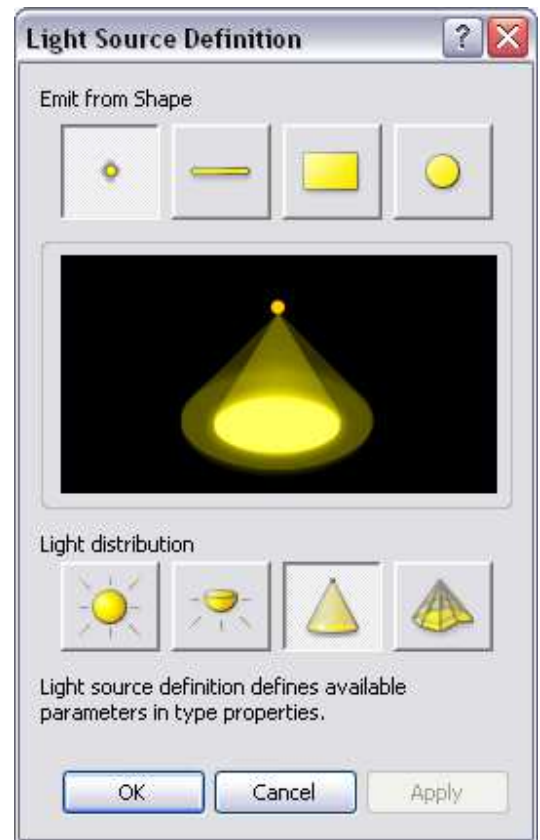 Light Source Definition
Emit from Shape
Light distribution
Light source definition defines available
parameters in type properties.
OK Cancel Apply